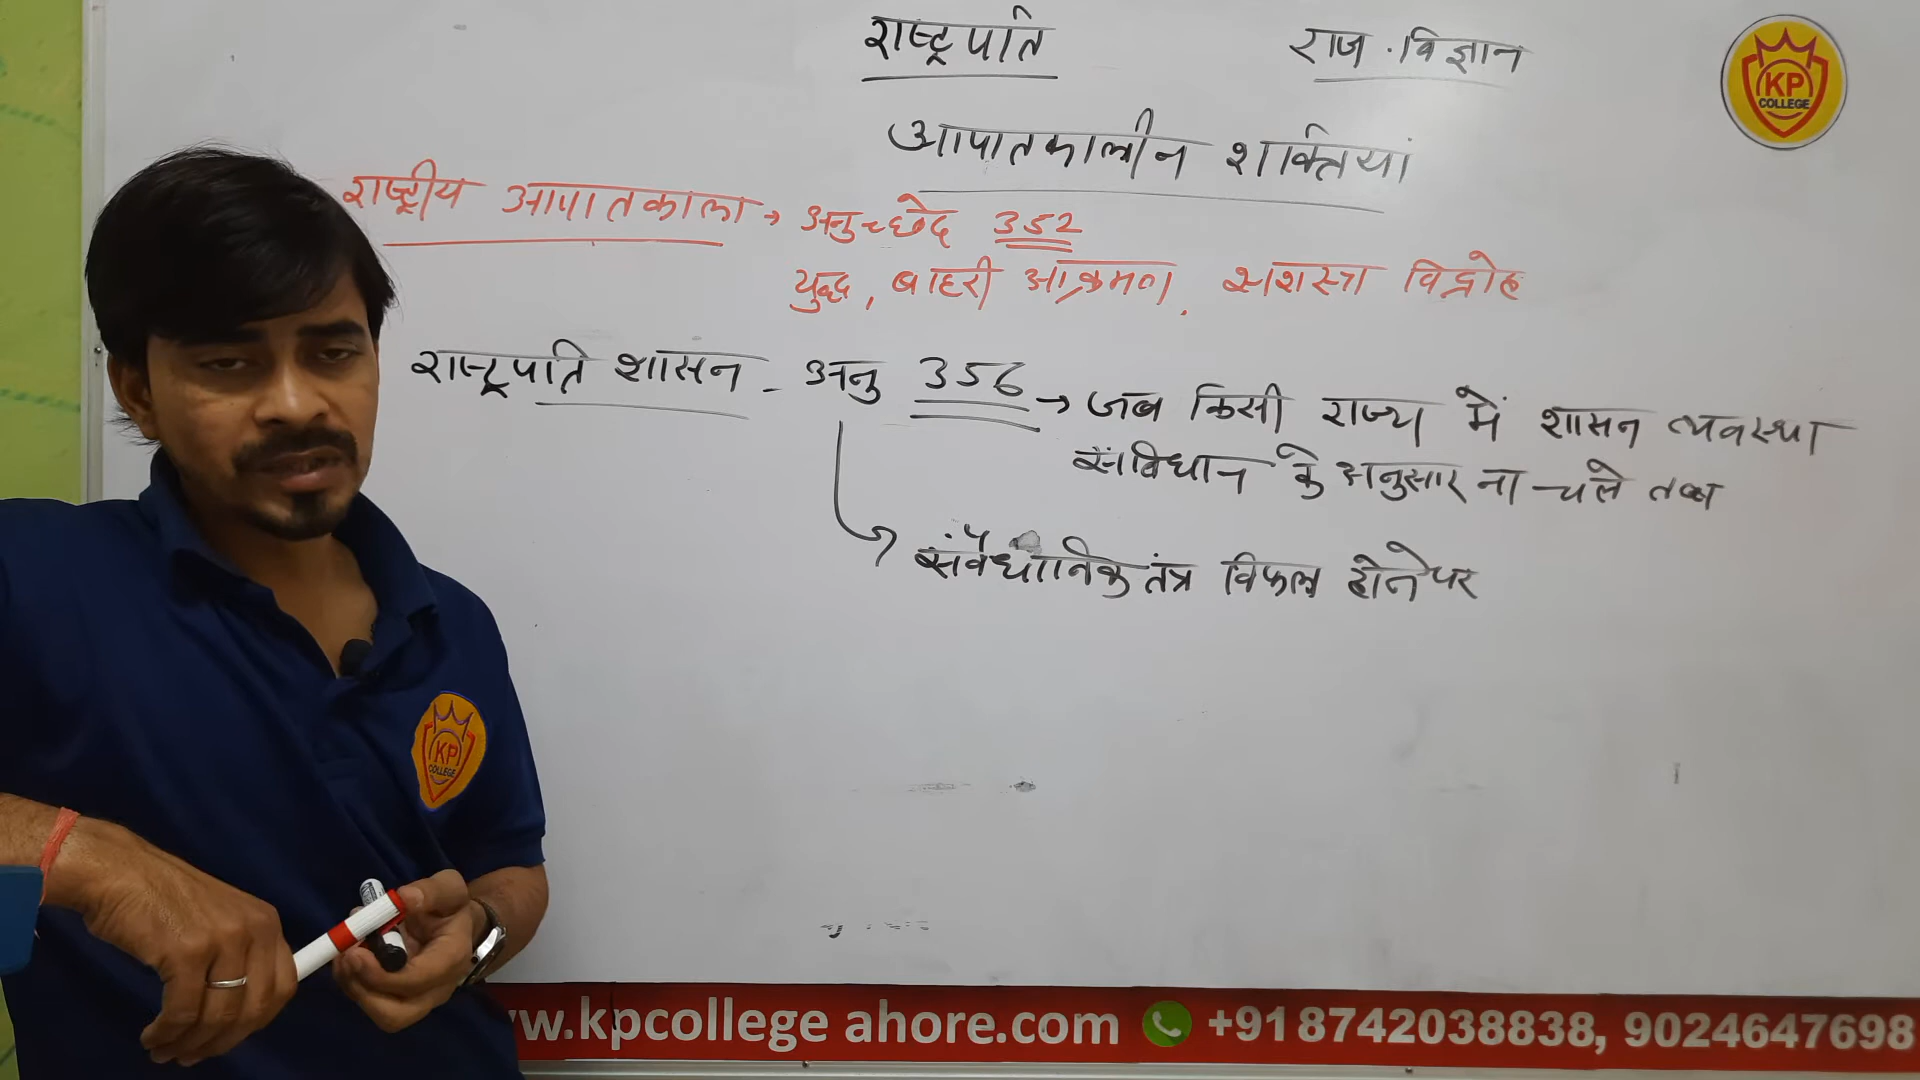 राष्ट्रपति
राज. विज्ञान
KP
COLLEGE
आपातकालीन शक्तियां
राष्ट्रीय आपातकाल → अनुच्छेद 352
युद्ध, बाहरी आक्रमण, सशस्त्र विद्रोह
राष्ट्रपति शासन - अनु 356 → जब किसी राज्य में शासन व्यवस्था
संविधान के अनुसार ना चले तब
संवैधानिक तंत्र विफल होने पर
KP
COLLEGE
w.kpcollege ahore.com +91 8742038838, 9024647698